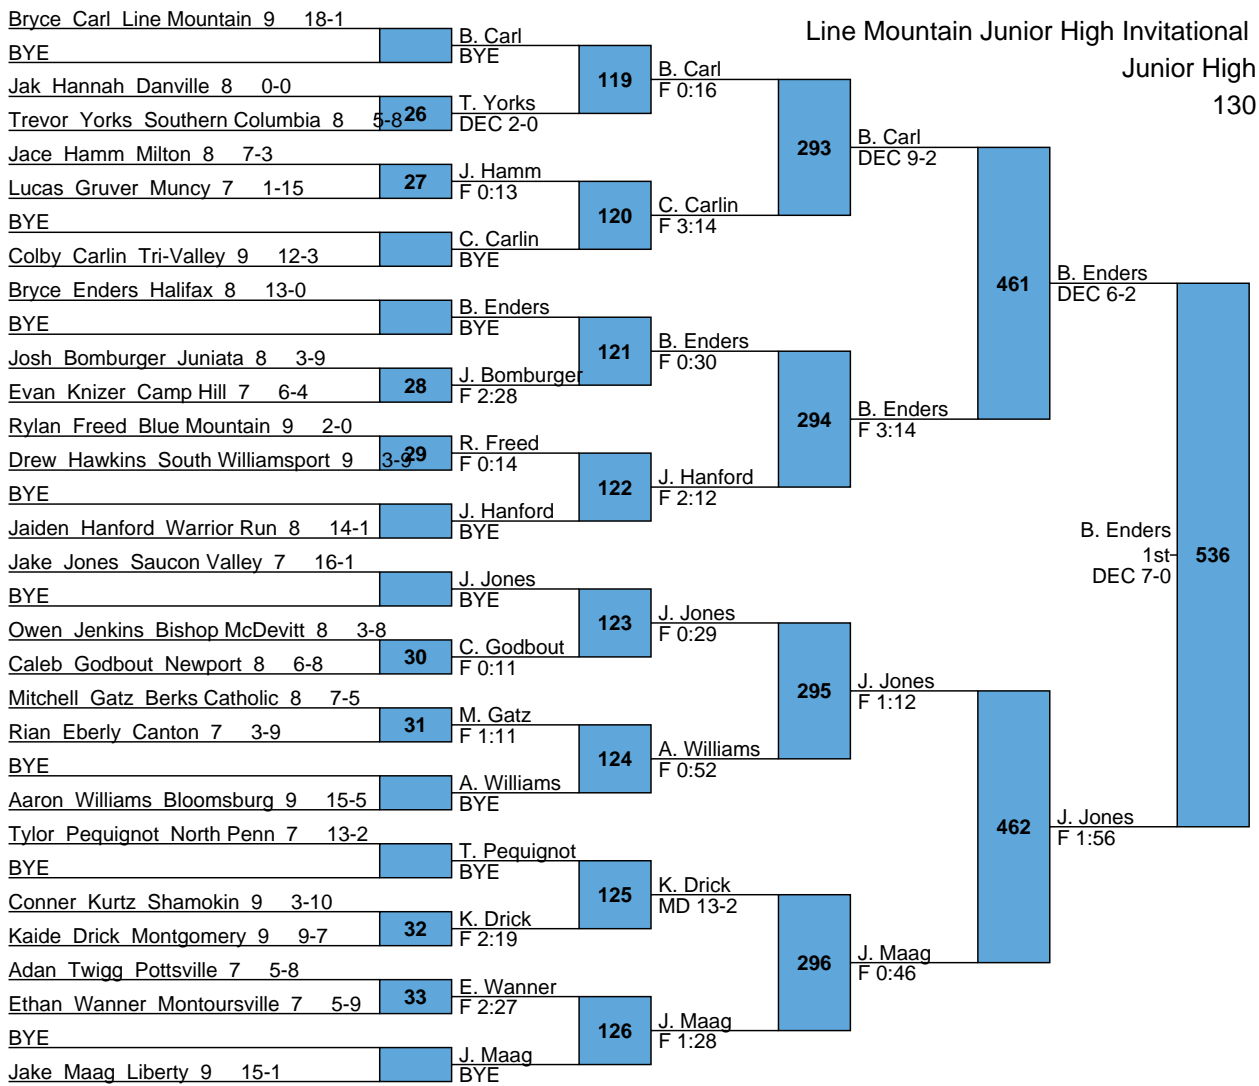 Line Mountain Junior High Invitational
Junior High
130
Bryce Carl Line Mountain 9 18-1
BYE
Jak Hannah Danville 8 0-0
Trevor Yorks Southern Columbia 8 5-8
Jace Hamm Milton 8 7-3
Lucas Gruver Muncy 7 1-15
BYE
Colby Carlin Tri-Valley 9 12-3
Bryce Enders Halifax 8 13-0
BYE
Josh Bomburger Juniata 8 3-9
Evan Knizer Camp Hill 7 6-4
Rylan Freed Blue Mountain 9 2-0
Drew Hawkins South Williamsport 9 3-9
BYE
Jaiden Hanford Warrior Run 8 14-1
Jake Jones Saucon Valley 7 16-1
BYE
Owen Jenkins Bishop McDevitt 8 3-8
Caleb Godbout Newport 8 6-8
Mitchell Gatz Berks Catholic 8 7-5
Rian Eberly Canton 7 3-9
BYE
Aaron Williams Bloomsburg 9 15-5
Tylor Pequignot North Penn 7 13-2
BYE
Conner Kurtz Shamokin 9 3-10
Kaide Drick Montgomery 9 9-7
Adan Twigg Pottsville 7 5-8
Ethan Wanner Montoursville 7 5-9
BYE
Jake Maag Liberty 9 15-1
26
27
28
29
30
31
32
33
B. Carl
BYE
T. Yorks
DEC 2-0
J. Hamm
F 0:13
C. Carlin
BYE
B. Enders
BYE
J. Bomburger
F 2:28
R. Freed
F 0:14
J. Hanford
BYE
J. Jones
BYE
C. Godbout
F 0:11
M. Gatz
F 1:11
A. Williams
BYE
T. Pequignot
BYE
K. Drick
F 2:19
E. Wanner
F 2:27
J. Maag
BYE
119
120
121
122
123
124
125
126
B. Carl
F 0:16
C. Carlin
F 3:14
B. Enders
F 0:30
J. Hanford
F 2:12
J. Jones
F 0:29
A. Williams
F 0:52
K. Drick
MD 13-2
J. Maag
F 1:28
293
294
295
296
B. Carl
DEC 9-2
B. Enders
F 3:14
J. Jones
F 1:12
J. Maag
F 0:46
461
462
B. Enders
DEC 6-2
J. Jones
F 1:56
B. Enders
1st
DEC 7-0
536